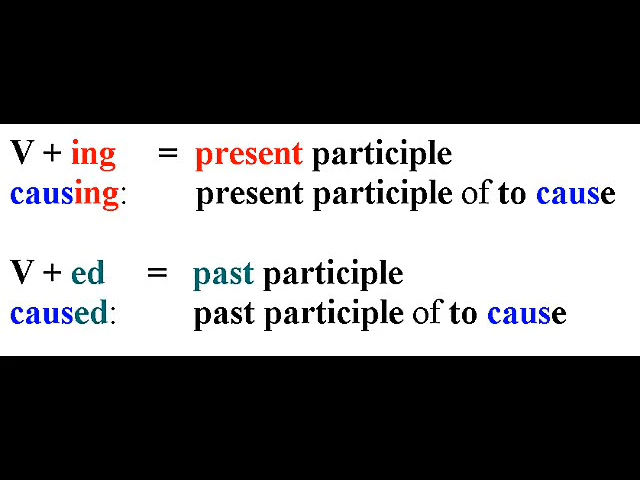 V + ing = present participle
causing: present participle of to cause
V + ed = past participle
caused: past participle of to cause